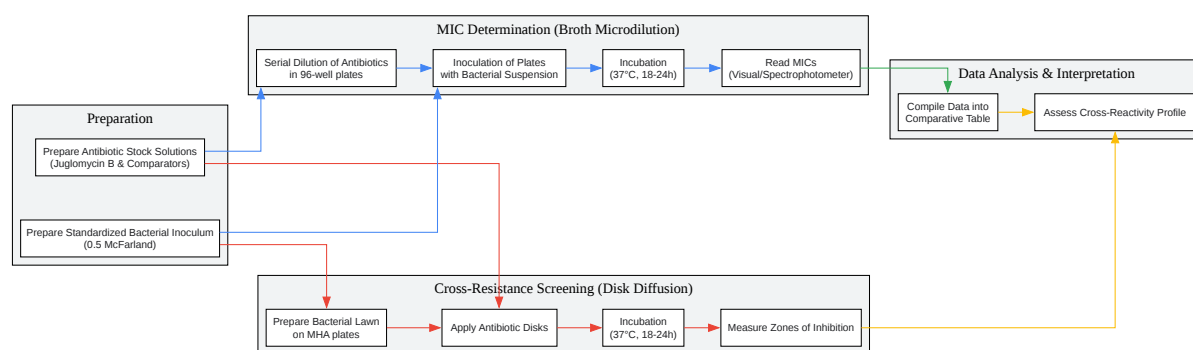 MIC Determination (Broth Microdilution)
Serial Dilution of Antibiotics
in 96-well plates
Inoculation of Plates
with Bacterial Suspension
Incubation
(37°C, 18-24h)
Read MICs
(Visual/Spectrophotometer)
Data Analysis & Interpretation
Compile Data into
Comparative Table
Assess Cross-Reactivity Profile
Preparation
Prepare Antibiotic Stock Solutions
(Juglomycin B & Comparators)
Prepare Standardized Bacterial Inoculum
(0.5 McFarland)
Cross-Resistance Screening (Disk Diffusion)
Prepare Bacterial Lawn
on MHA plates
Apply Antibiotic Disks
Incubation
(37°C, 18-24h)
Measure Zones of Inhibition